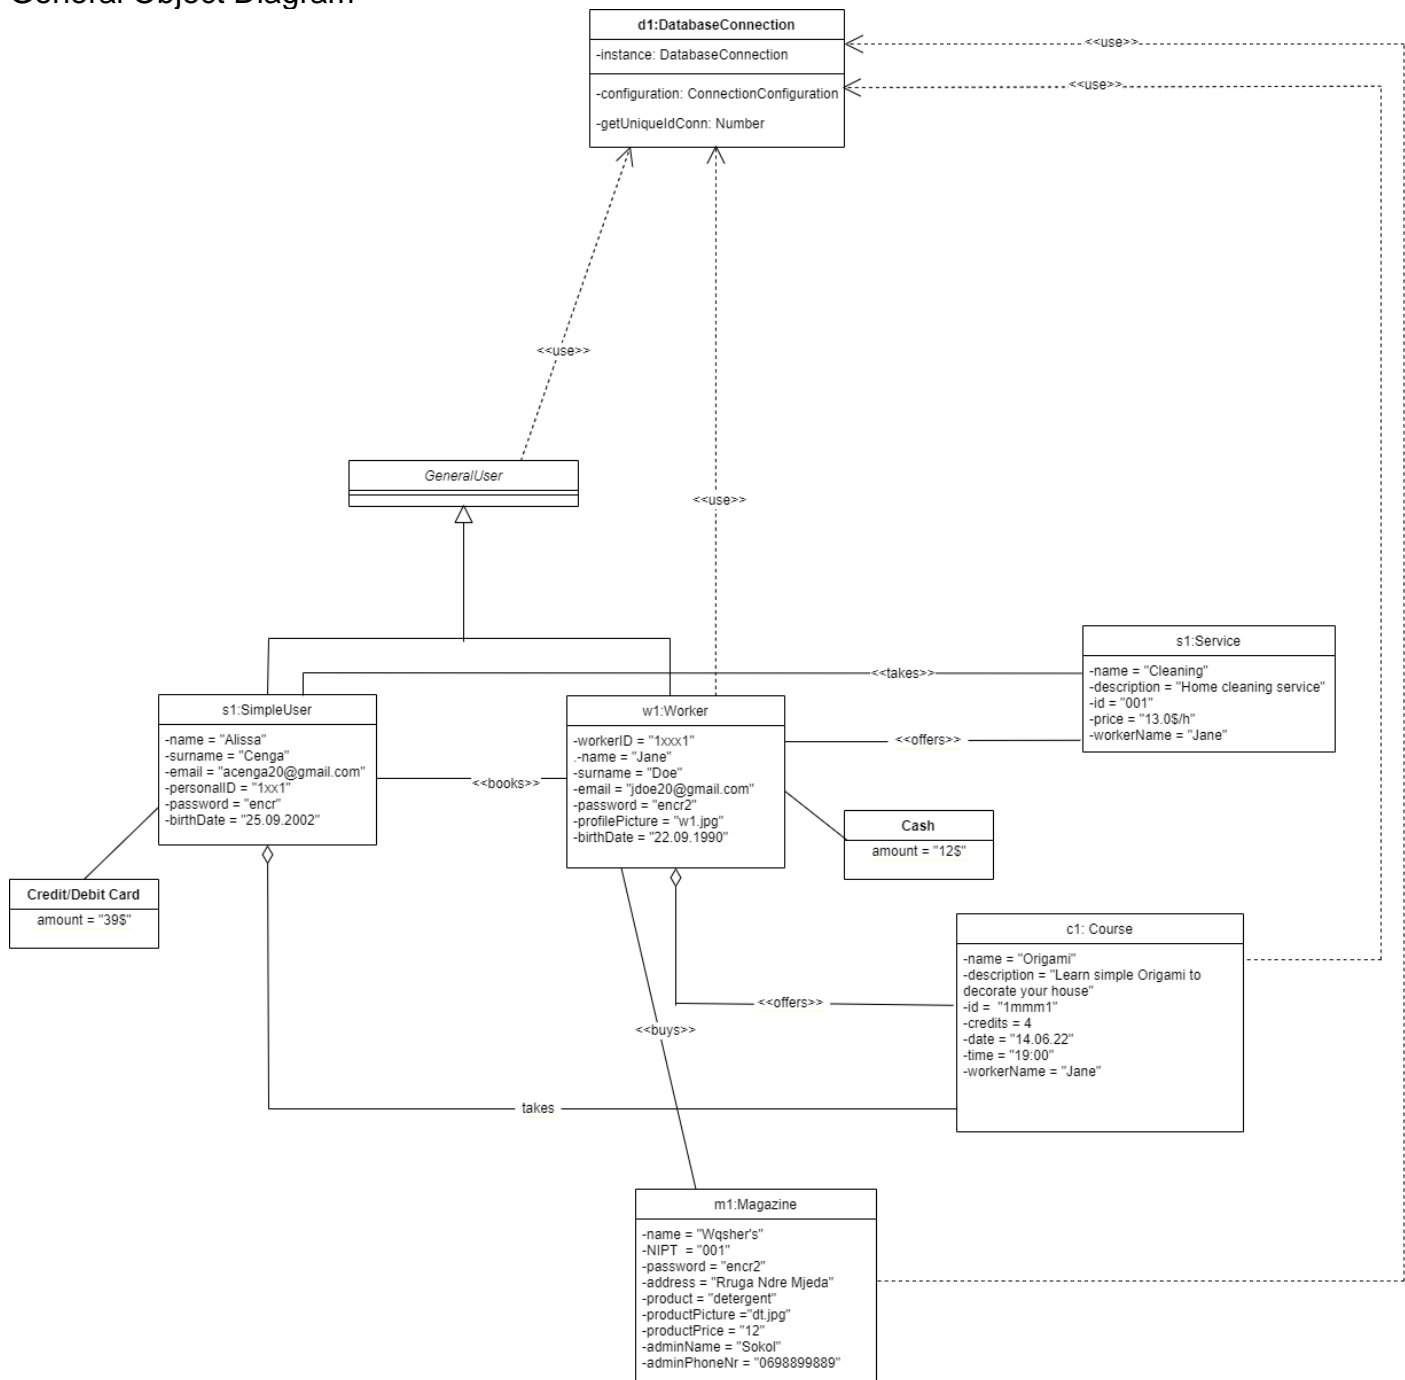 General Object Diagram
d1:DatabaseConnection
-instance: DatabaseConnection
-configuration: ConnectionConfiguration
-getUniqueIdConn: Number
<<use>>
<<use>>
<<use>>
GeneralUser
<<use>>
s1:Service
-name = "Cleaning"
-description = "Home cleaning service"
-id = "001"
-price = "13.0$/h"
-workerName = "Jane"
<<takes>>
s1:SimpleUser
-name = "Alissa"
-surname = "Cenga"
-email = "acenga20@gmail.com"
-personalID = "1xx1"
-password = "encr"
-birthDate = "25.09.2002"
<<books>>
w1:Worker
-workerID = "1xxx1"
.-name = "Jane"
-surname = "Doe"
-email = "jdoe20@gmail.com"
-password = "encr2"
-profilePicture = "w1.jpg"
-birthDate = "22.09.1990"
<<offers>>
Cash
amount = "12$"
Credit/Debit Card
amount = "39$"
c1: Course
-name = "Origami"
-description = "Learn simple Origami to
decorate your house"
-id =  "1mmm1"
-credits = 4
-date = "14.06.22"
-time = "19:00"
-workerName = "Jane"
<<offers>>
<<buys>>
takes
m1:Magazine
-name = "Wqsher's"
-NIPT  = "001"
-password = "encr2"
-address = "Rruga Ndre Mjeda"
-product = "detergent"
-productPicture ="dt.jpg"
-productPrice = "12"
-adminName = "Sokol"
-adminPhoneNr = "0698899889"